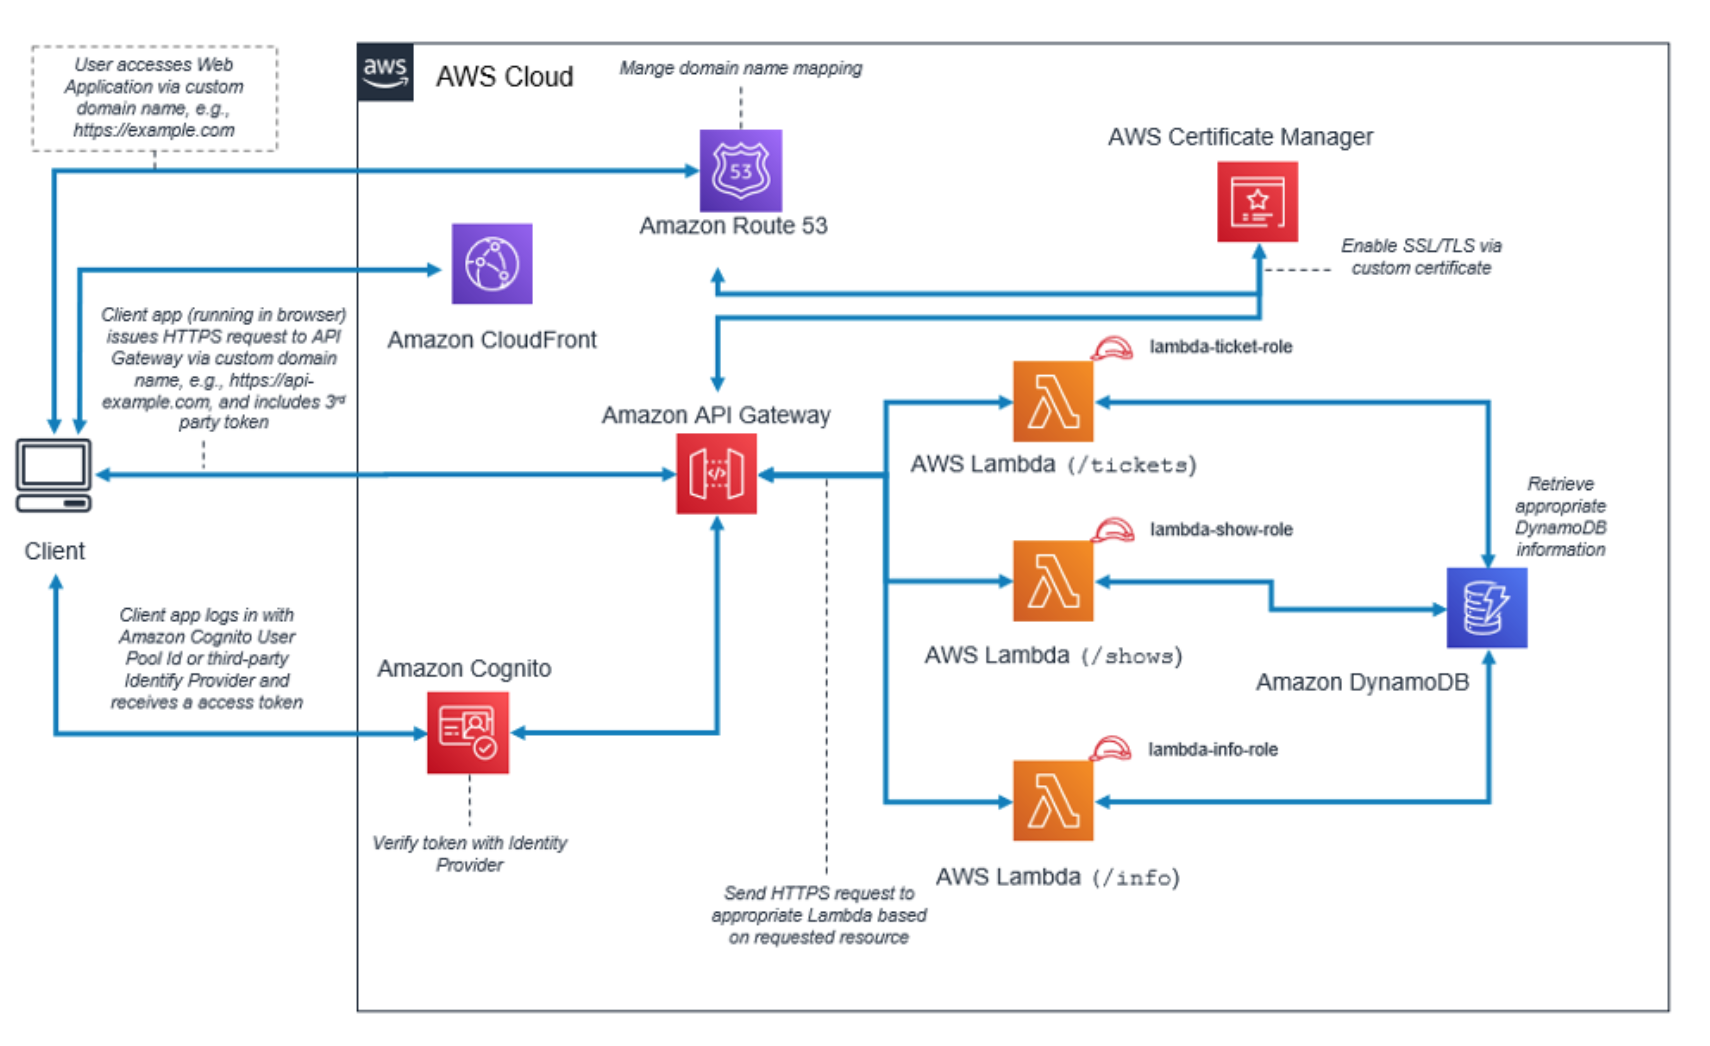 User accesses Web
Application via custom
domain name, e.g.,
https://example.com
aws
AWS Cloud
Mange domain name mapping
53
Amazon Route 53
AWS Certificate Manager
Enable SSL/TLS via
custom certificate
Amazon CloudFront
Client app (running in browser)
issues HTTPS request to API
Gateway via custom domain
name, e.g., https://api-
example.com, and includes 3rd
party token
Client
Amazon API Gateway
</>
lambda-ticket-role
AWS Lambda (/tickets)
lambda-show-role
AWS Lambda (/shows)
Retrieve
appropriate
DynamoDB
information
Amazon DynamoDB
Client app logs in with
Amazon Cognito User
Pool Id or third-party
Identify Provider and
receives a access token
Amazon Cognito
Verify token with Identity
Provider
lambda-info-role
AWS Lambda (/info)
Send HTTPS request to
appropriate Lambda based
on requested resource